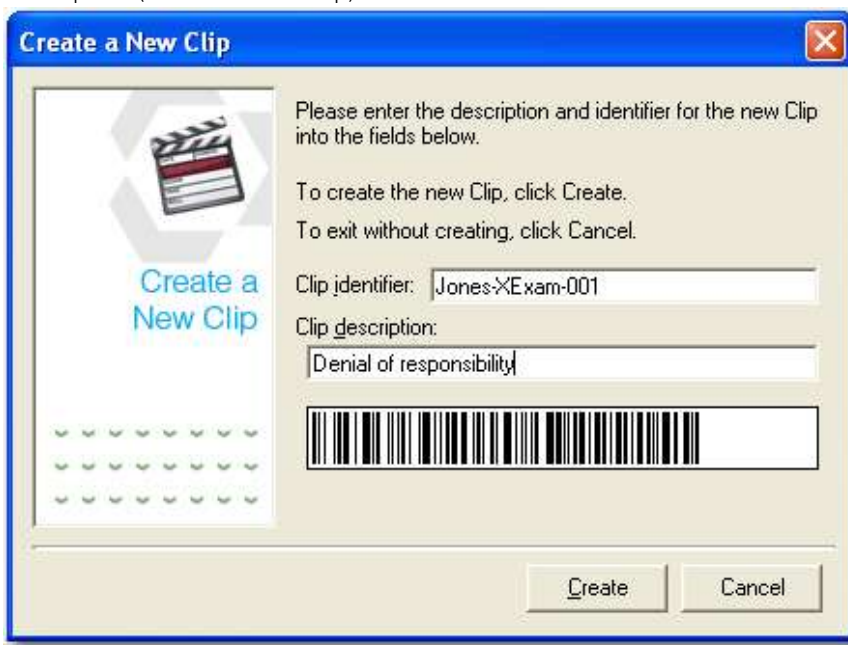 Create a New Clip
Please enter the description and identifier for the new Clip
into the fields below.
To create the new Clip, click Create.
To exit without creating, click Cancel.
Create a
New Clip
Clip identifier: Jones-XExam-001
Clip description:
Denial of responsibility
Create Cancel